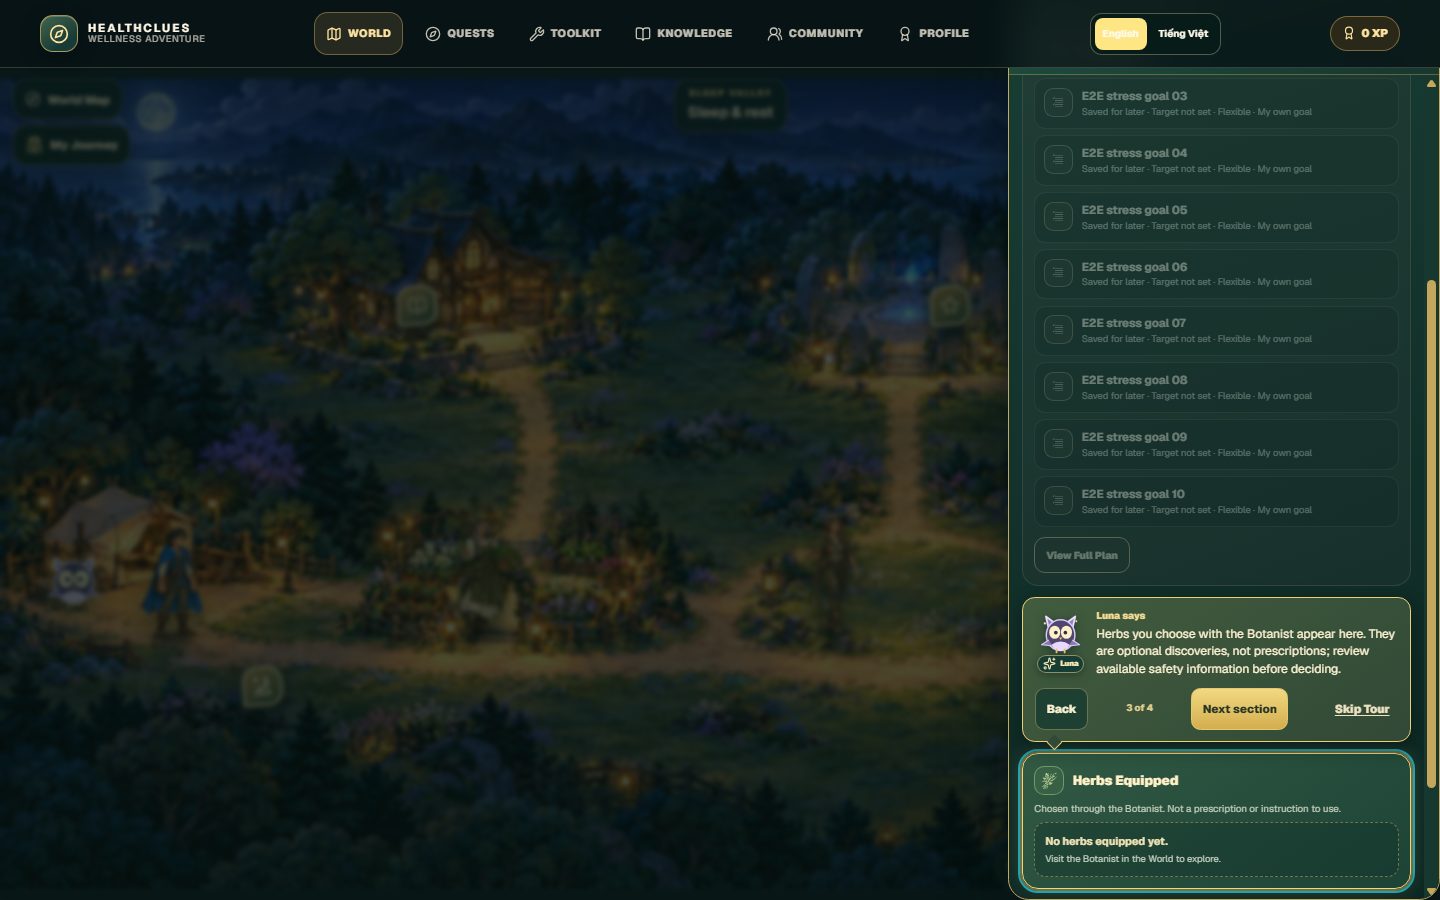 HEALTHCLUES
WELLNESS ADVENTURE
WORLD
QUESTS
TOOLKIT
KNOWLEDGE
COMMUNITY
PROFILE
English
Tiếng Việt
0 XP
World Map
My Journey
SLEEP VALLEY
Sleep & rest
E2E stress goal 03
Saved for later · Target not set · Flexible · My own goal
E2E stress goal 04
Saved for later · Target not set · Flexible · My own goal
E2E stress goal 05
Saved for later · Target not set · Flexible · My own goal
E2E stress goal 06
Saved for later · Target not set · Flexible · My own goal
E2E stress goal 07
Saved for later · Target not set · Flexible · My own goal
E2E stress goal 08
Saved for later · Target not set · Flexible · My own goal
E2E stress goal 09
Saved for later · Target not set · Flexible · My own goal
E2E stress goal 10
Saved for later · Target not set · Flexible · My own goal
View Full Plan
Luna says
Herbs you choose with the Botanist appear here. They
are optional discoveries, not prescriptions; review
available safety information before deciding.
Luna
Back
3 of 4
Next section
Skip Tour
Herbs Equipped
Chosen through the Botanist. Not a prescription or instruction to use.
No herbs equipped yet.
Visit the Botanist in the World to explore.